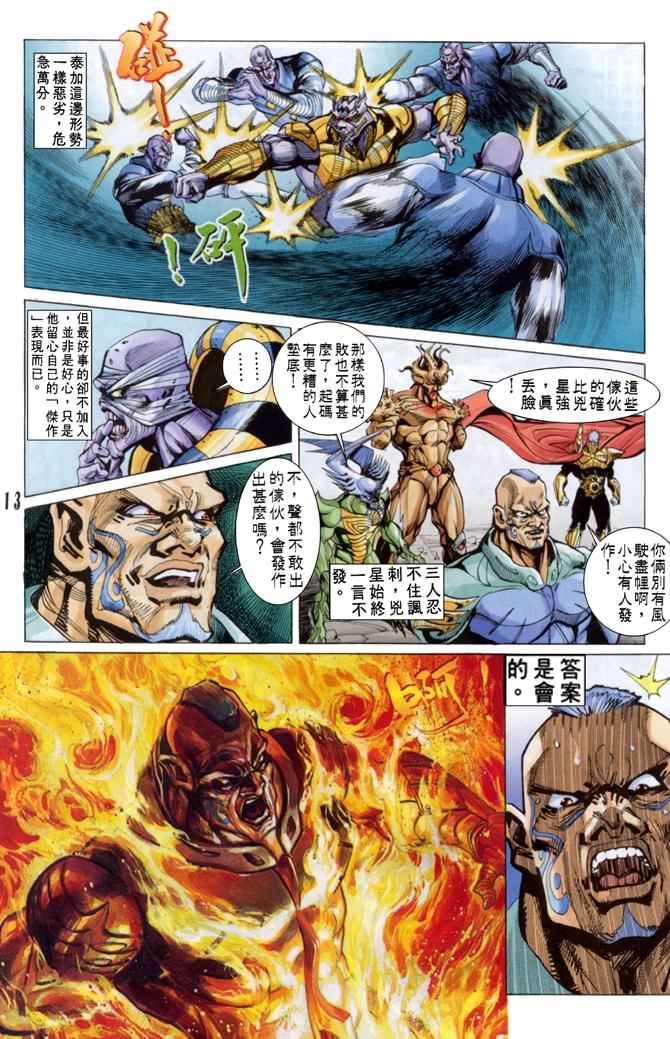 碰！
泰加這邊形勢
一樣惡劣，危
急萬分。
砰！
這些
傢伙
的確
比兇
星強
丢，
臉真
！
那樣我們的
敗也不算甚
麼了，起碼
有更糟的人
墊底！
……
……
但最好事的卻不加入
，並非是好心，只是
他留心自己的「傑作
」表現而已。
你倆別有風
駛盡𢃇啊，
小心有人發
作！
三人忍
不住諷
刺，兇
星始終
一言不
發。
不，聲都不敢出
的傢伙，會發作
出甚麼嗎？
13
答案
是會
的。
啊